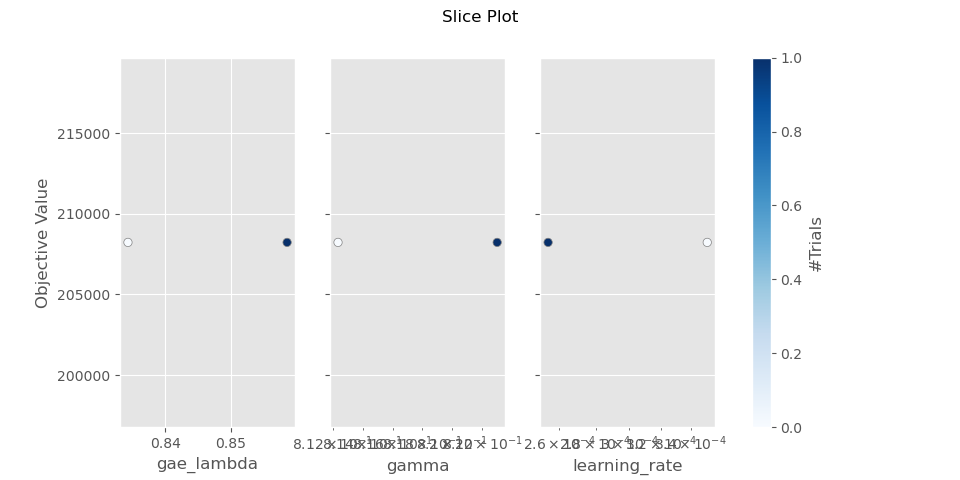 Slice Plot
Objective Value
215000
210000
205000
200000
0.84 0.85
gae_lambda
gamma
learning_rate
1.0
0.8
0.6
0.4
0.2
0.0
#Trials